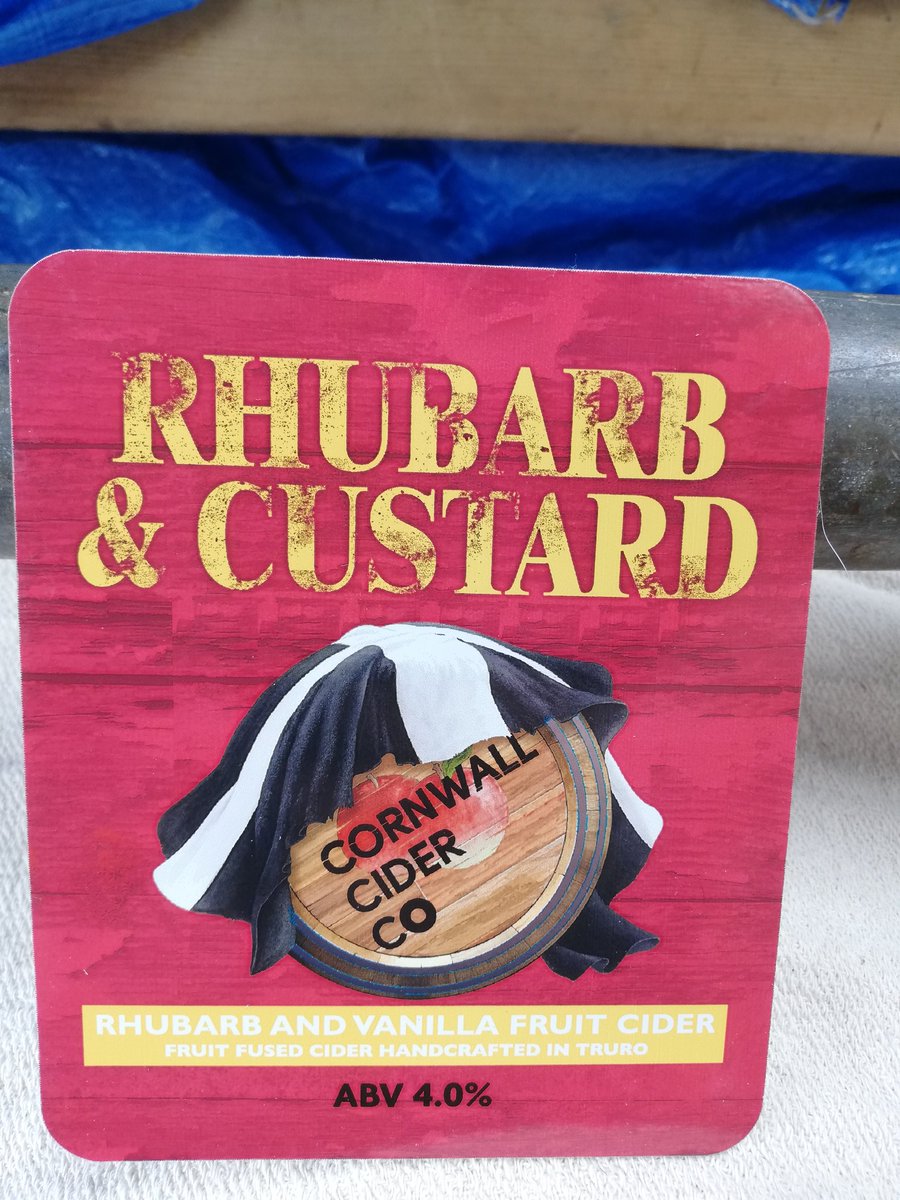 RHUBARB
& CUSTARD
CORNWALL
CIDER
CO
RHUBARB AND VANILLA FRUIT CIDER
FRUIT FUSED CIDER HANDCRAFTED IN TRURO
ABV 4.0%